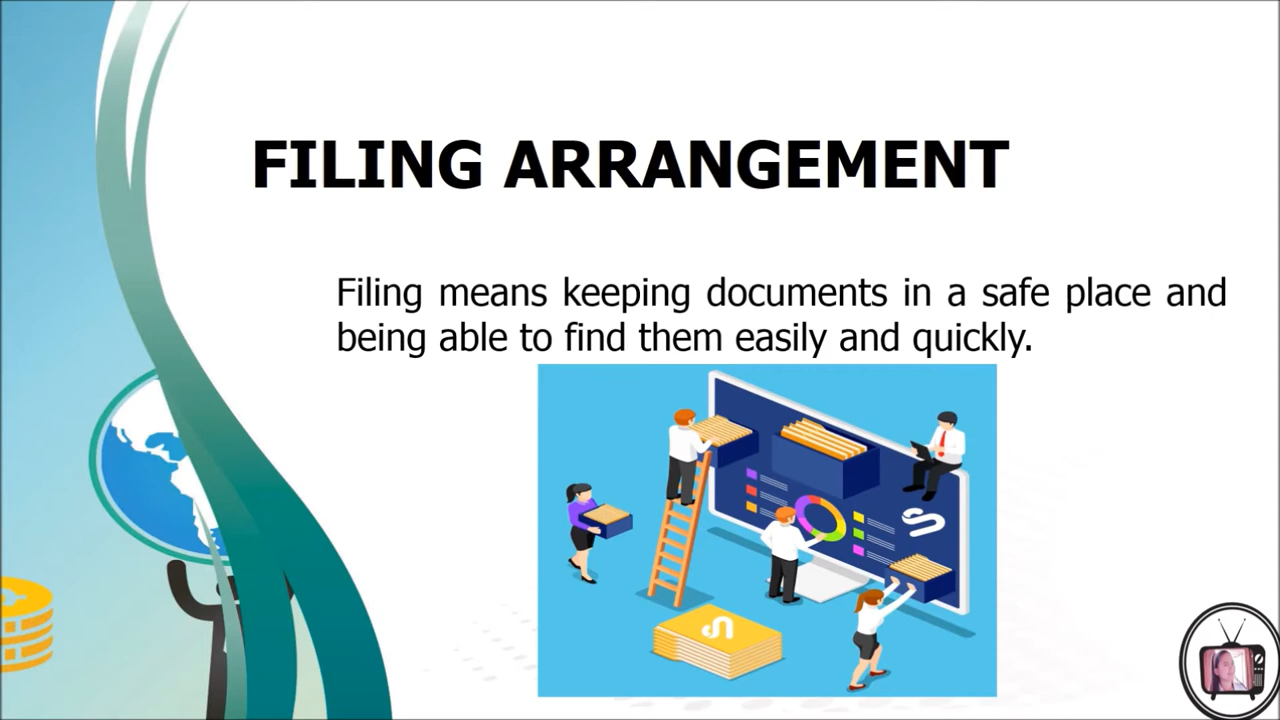 FILING ARRANGEMENT
Filing means keeping documents in a safe place and
being able to find them easily and quickly.